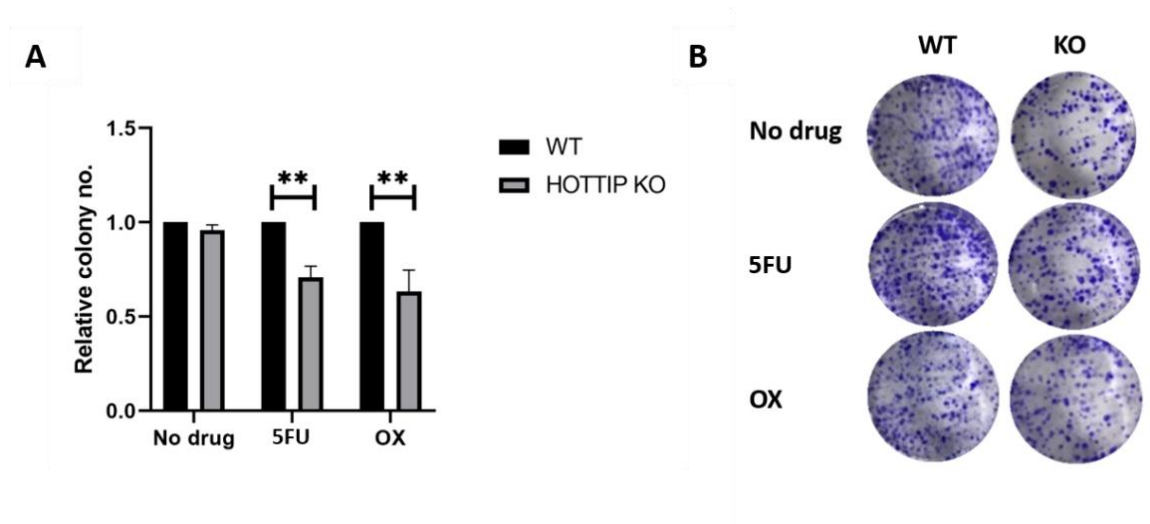 A
Relative colony no.
1.5
1.0
0.5
0.0
** **
No drug 5FU OX
WT
HOTTIP KO
B
WT KO
No drug
5FU
OX